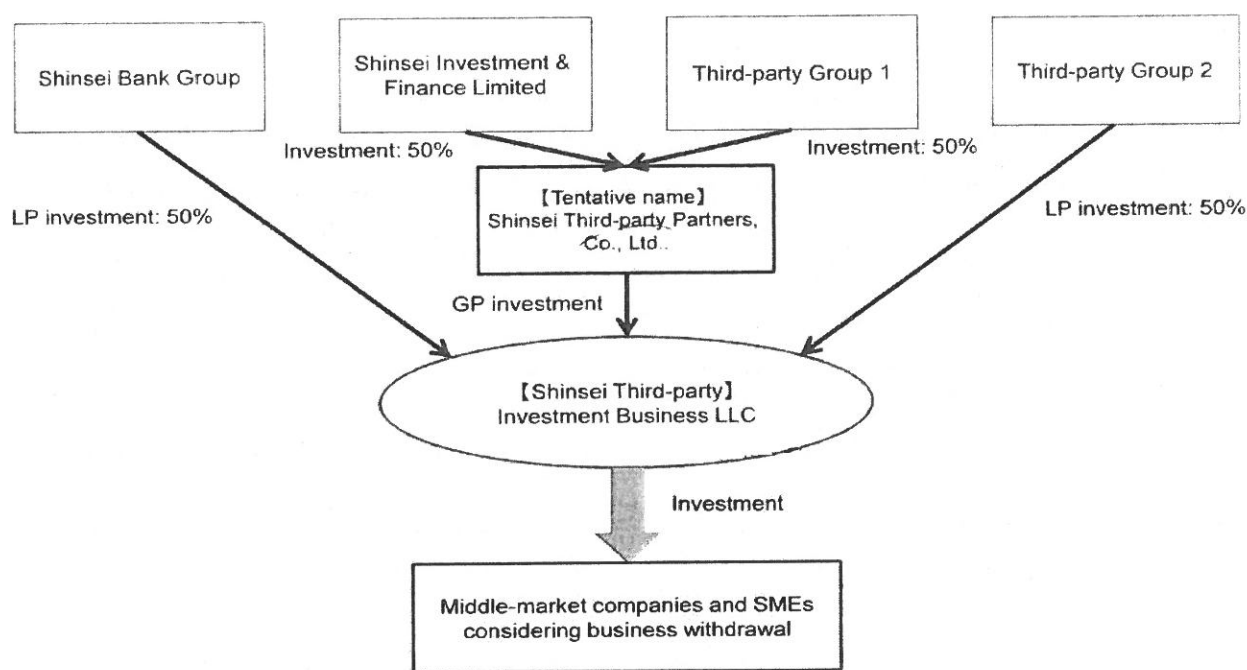 Shinsei Bank Group
Shinsei Investment &
Finance Limited
Third-party Group 1
Third-party Group 2
Investment: 50%
Investment: 50%
LP investment: 50%
【Tentative name】
Shinsei Third-party Partners,
Co., Ltd..
LP investment: 50%
GP investment
【Shinsei Third-party】
Investment Business LLC
Investment
Middle-market companies and SMEs
considering business withdrawal